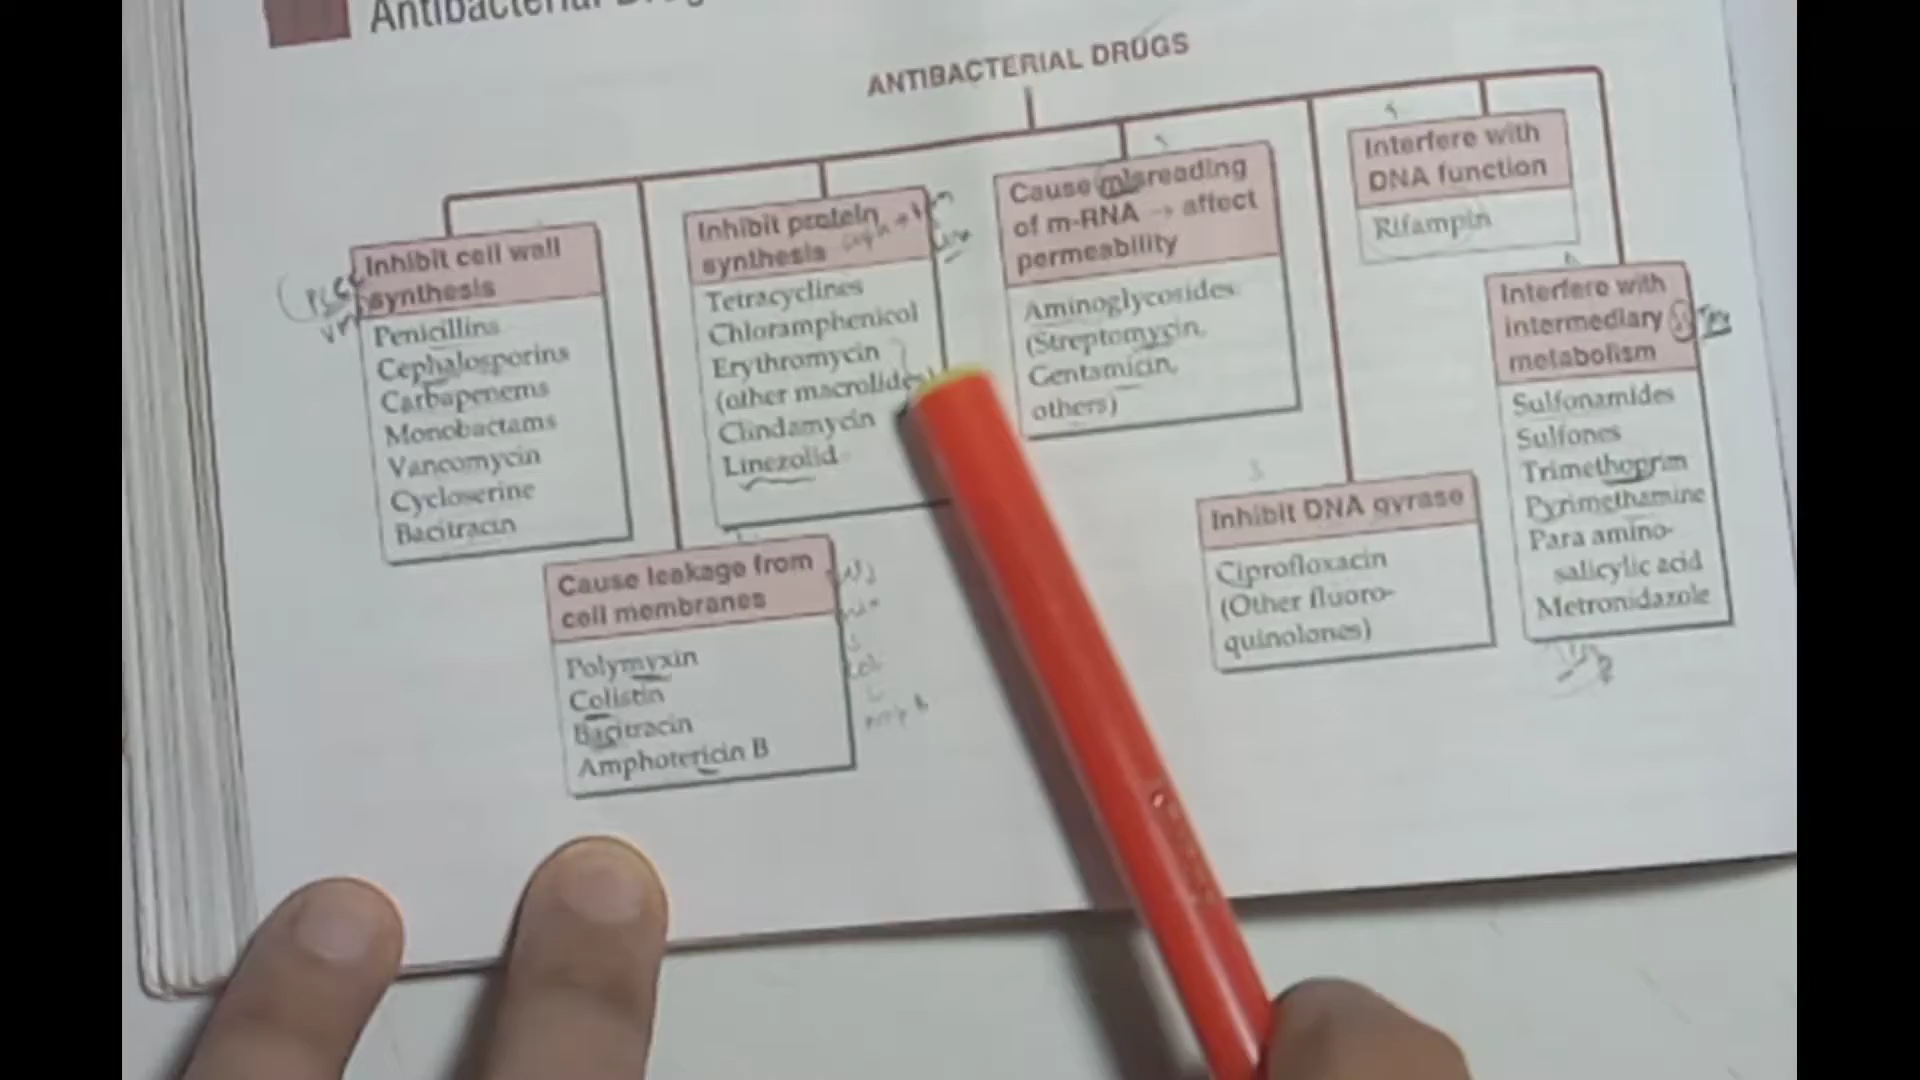 Antibacterial Drug
ANTIBACTERIAL DRUGS
Inhibit cell wall
synthesis
Penicillins
Cephalosporins
Carbapenems
Monobactams
Vancomycin
Cycloserine
Bacitracin
Cause leakage from
cell membranes
Polymyxin
Colistin
Bacitracin
Amphotericin B
Inhibit protein
synthesis
Tetracyclines
Chloramphenicol
Erythromycin
(other macrolides)
Clindamycin
Linezolid
Cause misreading
of m-RNA → affect
permeability
Aminoglycosides
(Streptomycin,
Gentamicin,
others)
Inhibit DNA gyrase
Ciprofloxacin
(Other fluoro-
quinolones)
Interfere with
DNA function
Rifampin
Interfere with
intermediary
metabolism
Sulfonamides
Sulfones
Trimethoprim
Pyrimethamine
Para amino-
salicylic acid
Metronidazole